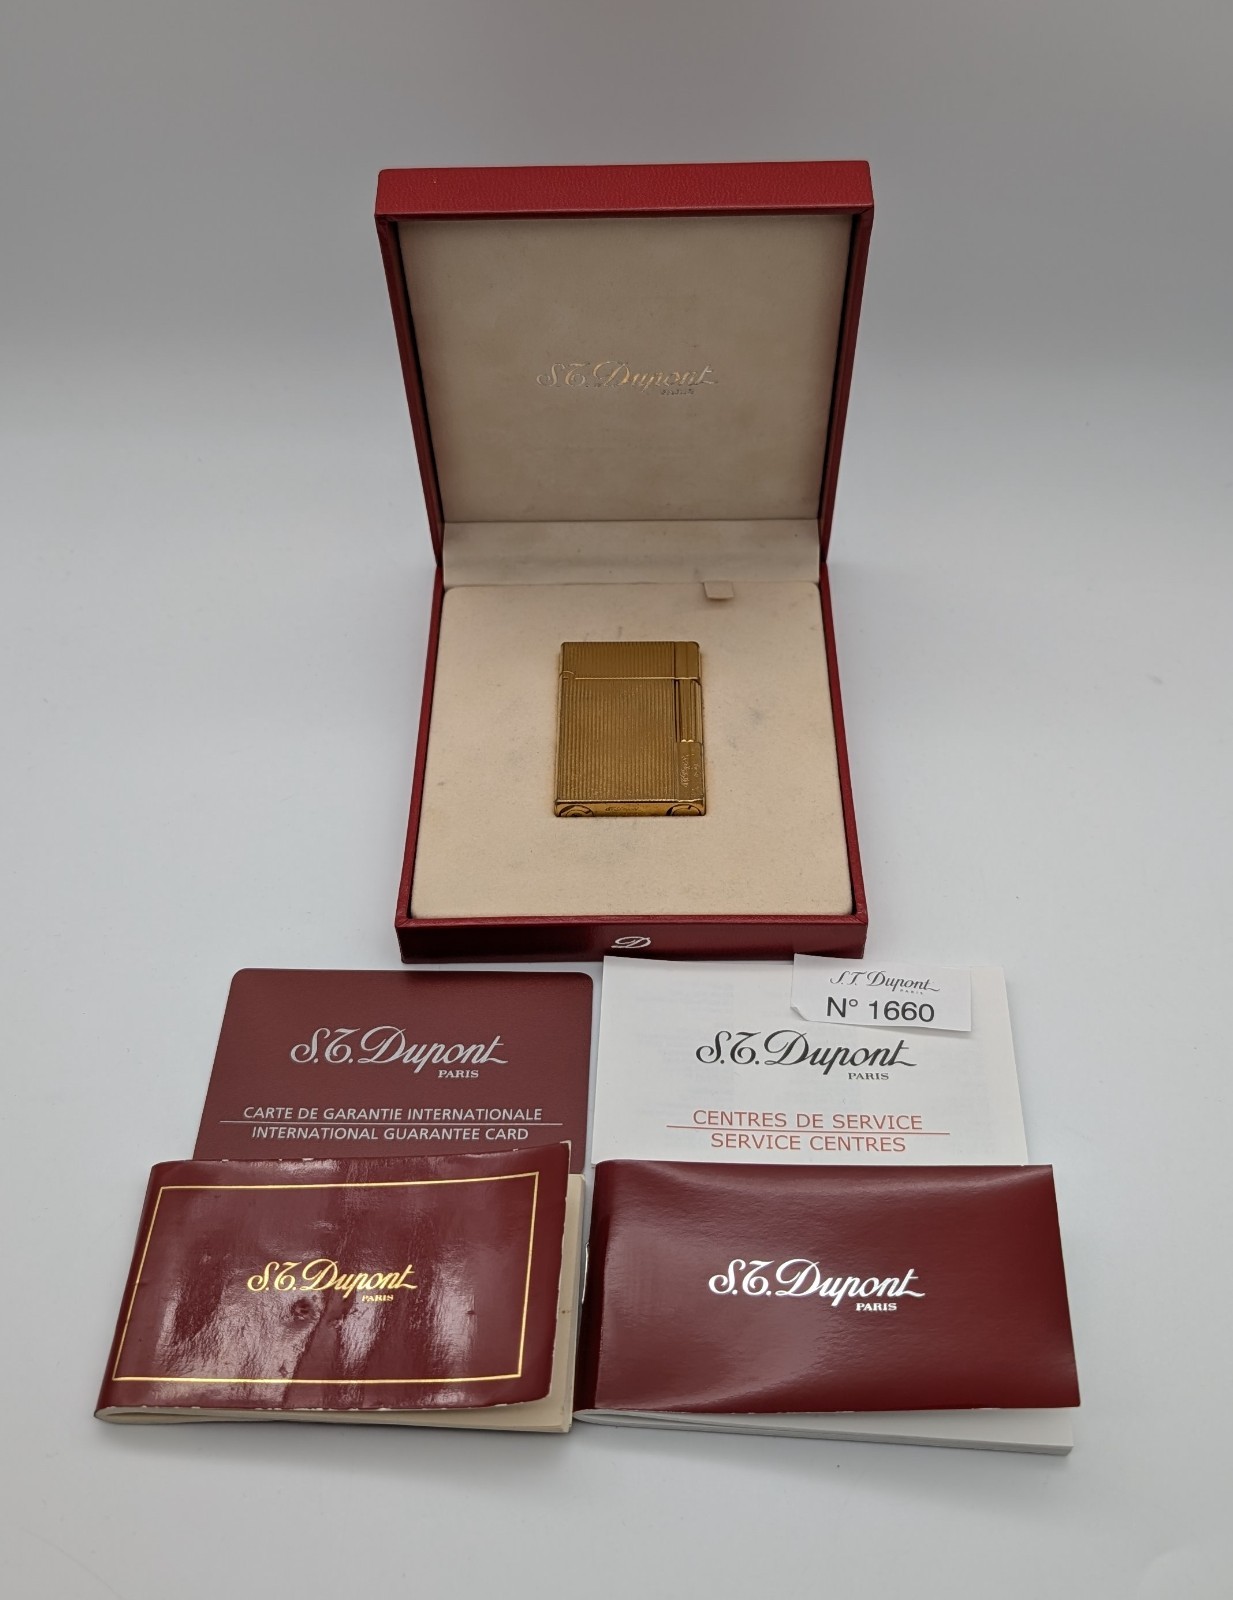 S.T. Dupont
PARIS
D
S.T. Dupont
PARIS
CARTE DE GARANTIE INTERNATIONALE
INTERNATIONAL GUARANTEE CARD
S.T. Dupont
PARIS
N° 1660
S.T. Dupont
PARIS
CENTRES DE SERVICE
SERVICE CENTRES
S.T. Dupont
PARIS
S.T. Dupont
PARIS